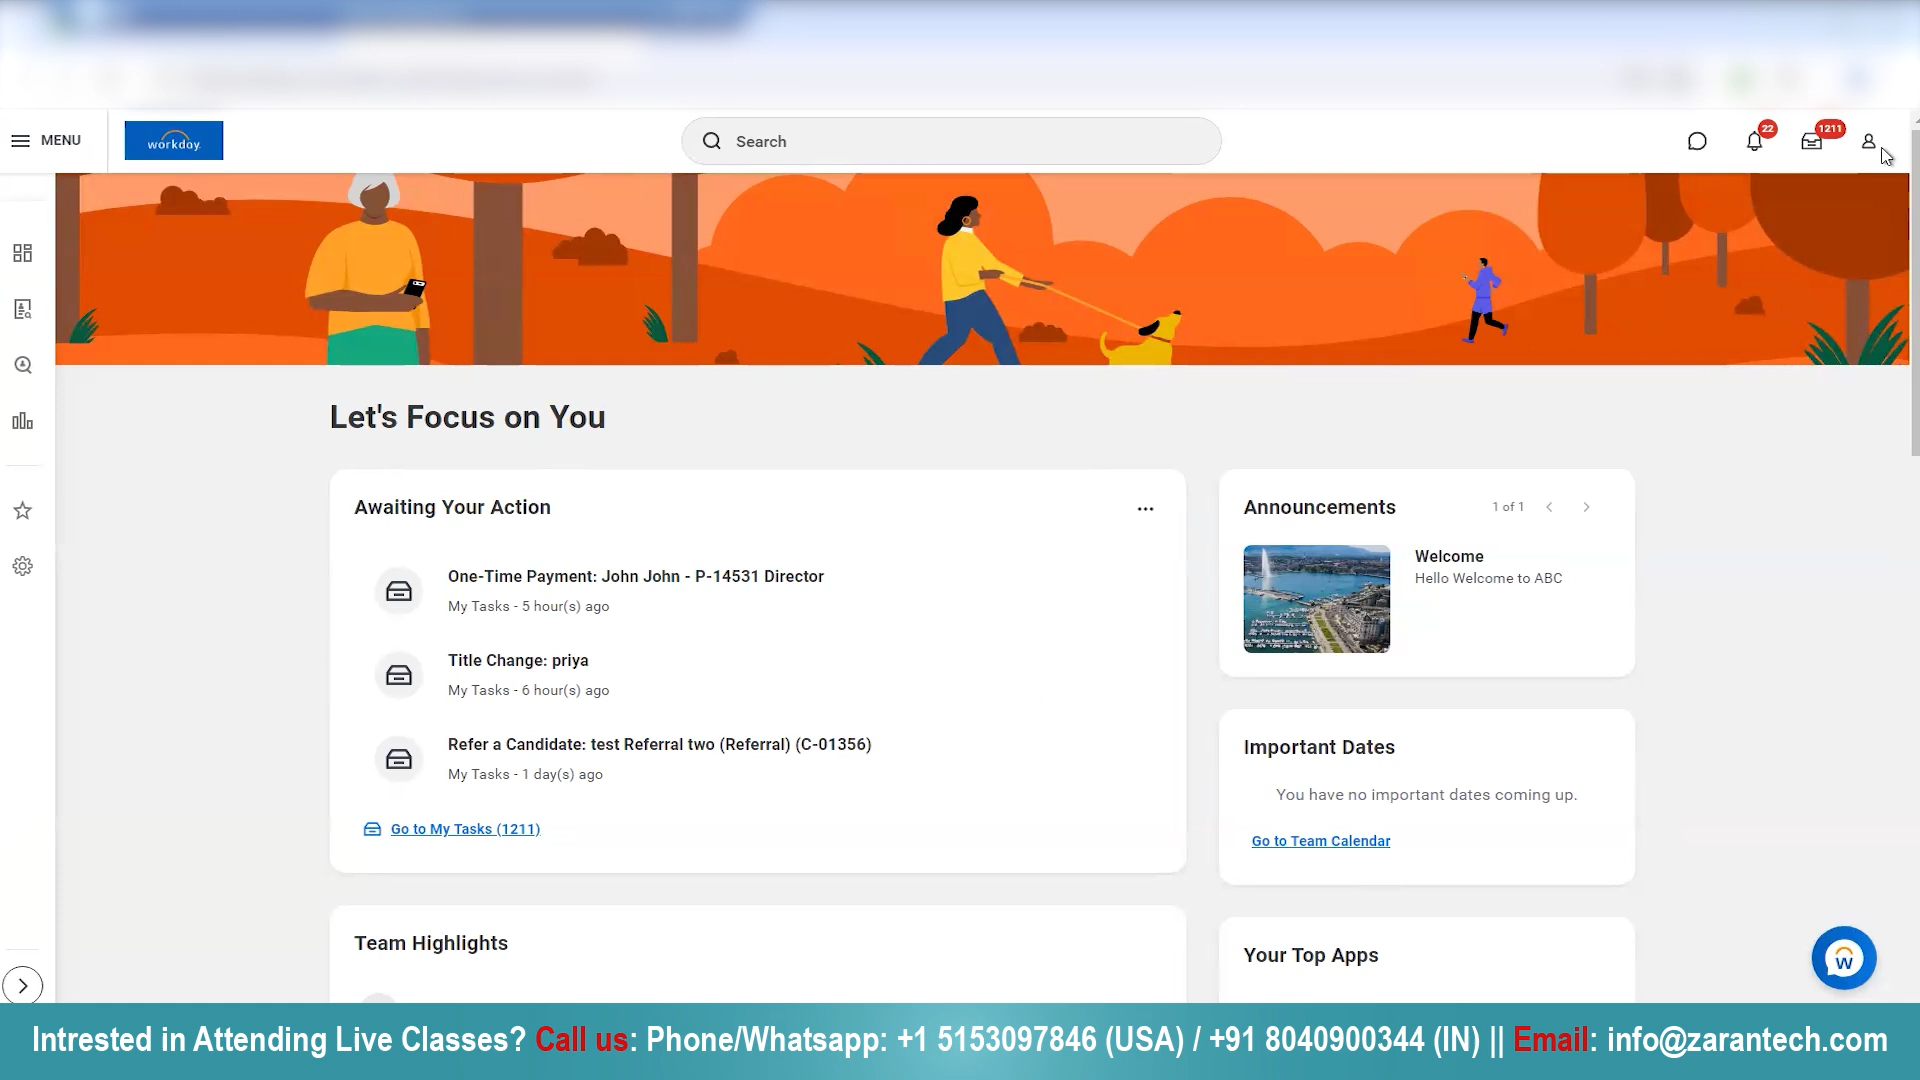 MENU
workday.
Search
22
1211
Let's Focus on You
Awaiting Your Action
One-Time Payment: John John - P-14531 Director
My Tasks - 5 hour(s) ago
Title Change: priya
My Tasks - 6 hour(s) ago
Refer a Candidate: test Referral two (Referral) (C-01356)
My Tasks - 1 day(s) ago
Go to My Tasks (1211)
Team Highlights
Announcements
1 of 1
Welcome
Hello Welcome to ABC
Important Dates
You have no important dates coming up.
Go to Team Calendar
Your Top Apps
W
Intrested in Attending Live Classes? Call us: Phone/Whatsapp: +1 5153097846 (USA) / +91 8040900344 (IN) || Email: info@zarantech.com